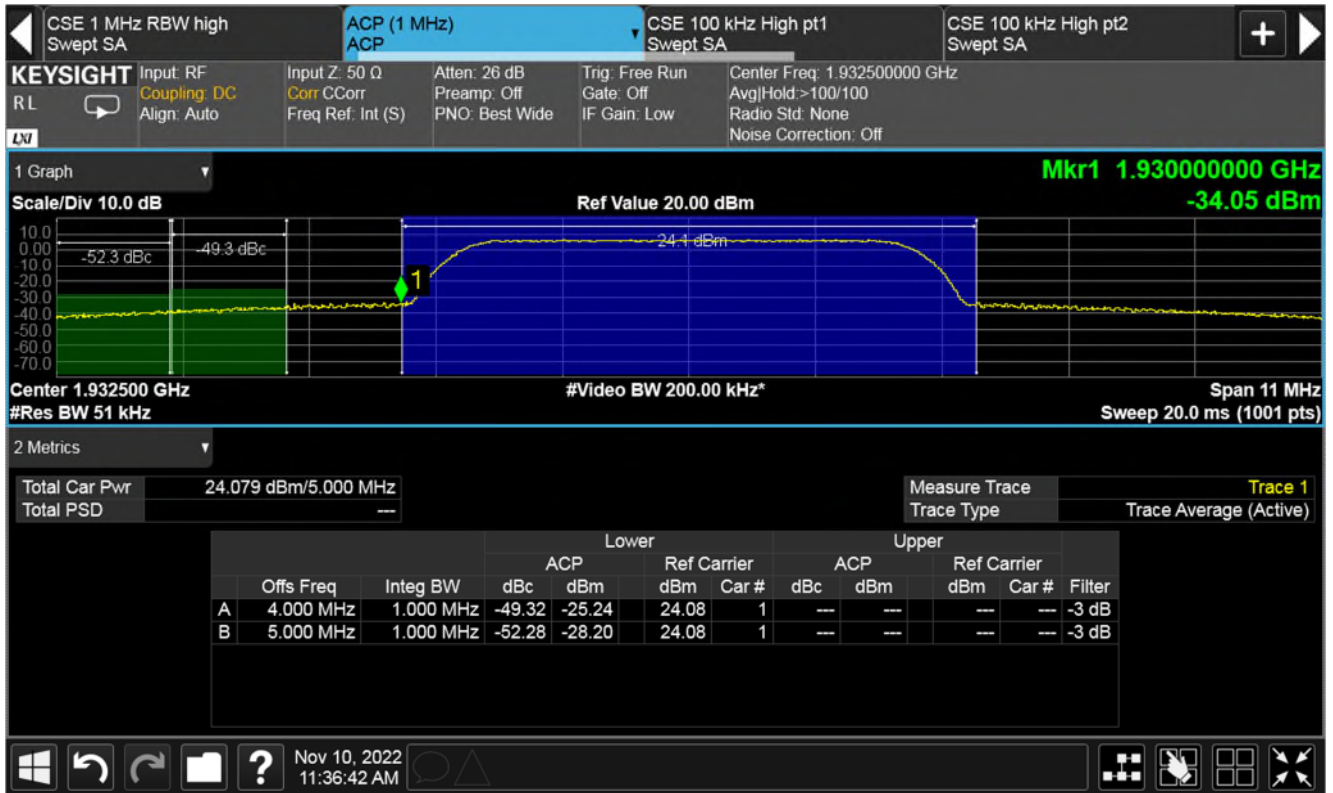 CSE 1 MHz RBW high
Swept SA
ACP (1 MHz)
ACP
CSE 100 kHz High pt1
Swept SA
CSE 100 kHz High pt2
Swept SA
+
KEYSIGHT
R L
LXI
Input: RF
Coupling: DC
Align: Auto
Input Z: 50 Ω
Corr CCorr
Freq Ref: Int (S)
Atten: 26 dB
Preamp: Off
PNO: Best Wide
Trig: Free Run
Gate: Off
IF Gain: Low
Center Freq: 1.932500000 GHz
Avg|Hold:>100/100
Radio Std: None
Noise Correction: Off
1 Graph
Mkr1 1.930000000 GHz
-34.05 dBm
Scale/Div 10.0 dB
Ref Value 20.00 dBm
10.0
0.00
-10.0
-20.0
-30.0
-40.0
-50.0
-60.0
-70.0
-52.3 dBc
-49.3 dBc
24.1 dBm
1
Center 1.932500 GHz
#Video BW 200.00 kHz*
Span 11 MHz
#Res BW 51 kHz
Sweep 20.0 ms (1001 pts)
2 Metrics
Total Car Pwr 24.079 dBm/5.000 MHz
Total PSD ---
Measure Trace Trace 1
Trace Type Trace Average (Active)
Lower Upper
ACP Ref Carrier ACP Ref Carrier
Offs Freq Integ BW dBc dBm dBm Car # dBc dBm dBm Car # Filter
A 4.000 MHz 1.000 MHz -49.32 -25.24 24.08 1 --- --- --- --- -3 dB
B 5.000 MHz 1.000 MHz -52.28 -28.20 24.08 1 --- --- --- --- -3 dB
?
Nov 10, 2022
11:36:42 AM